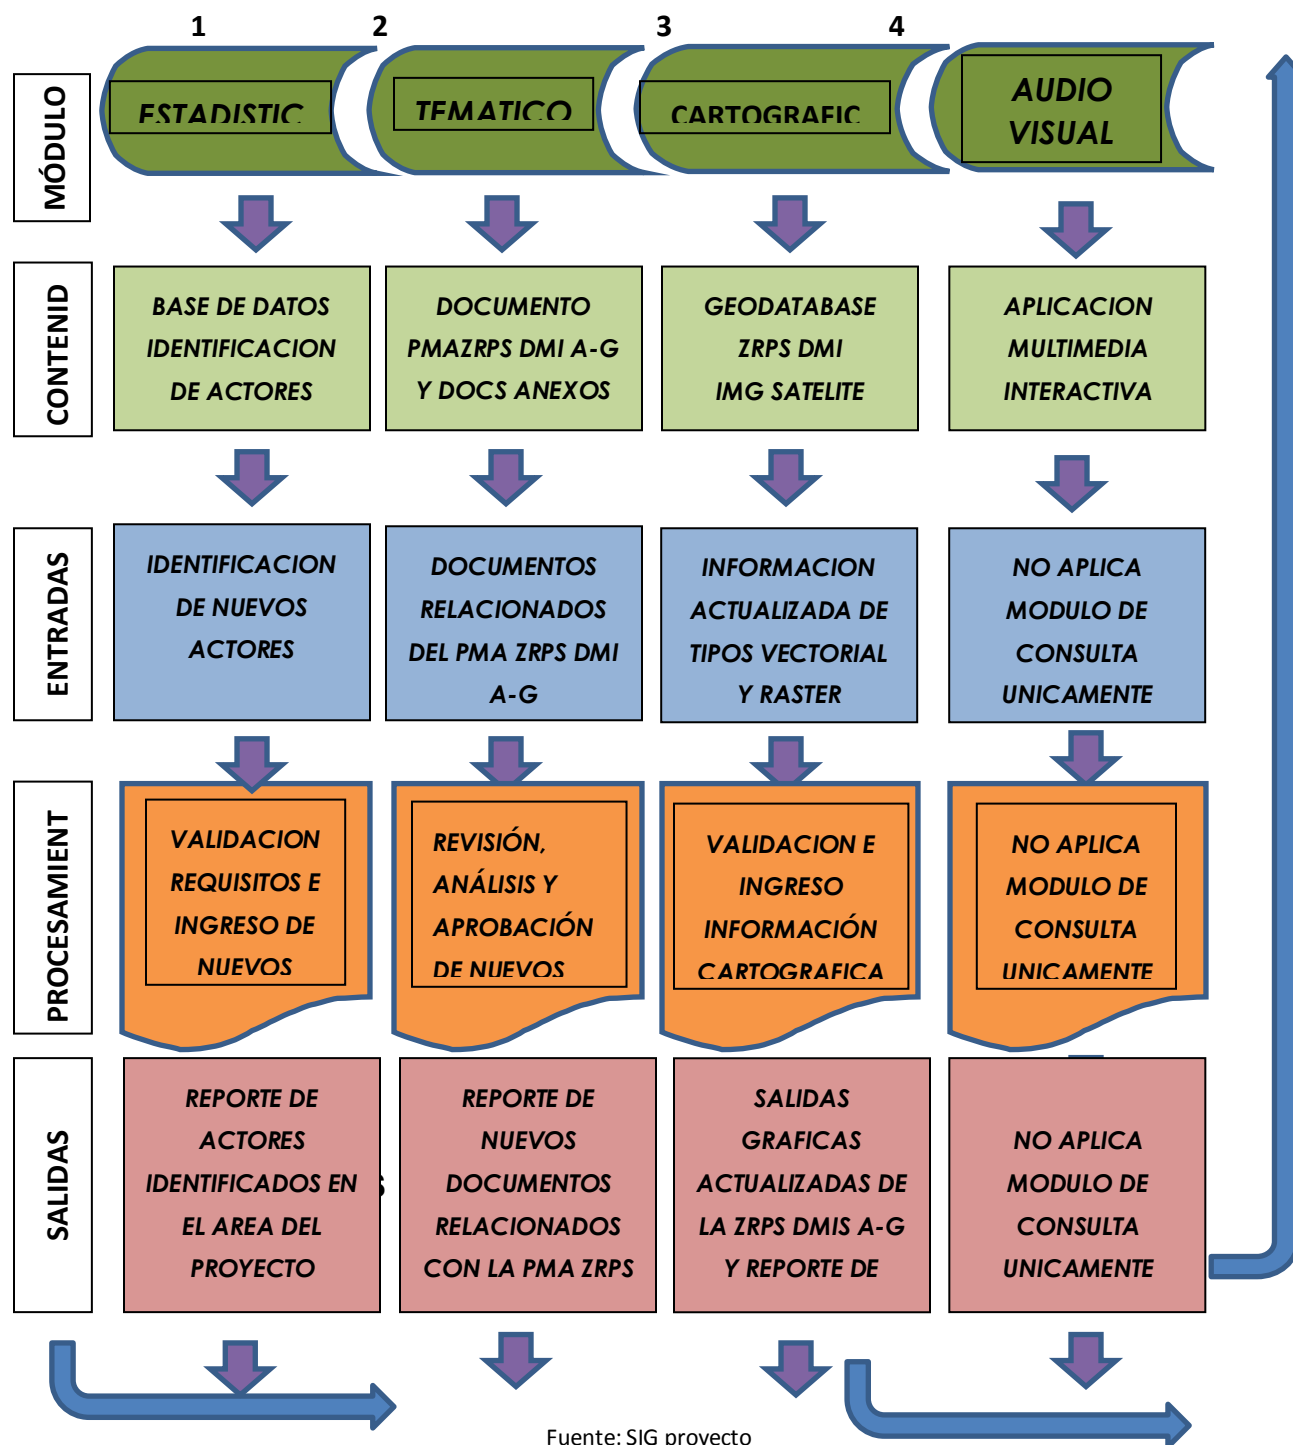 1 2 3 4
MÓDULO
ESTADISTIC
TEMATICO
CARTOGRAFIC
AUDIO
VISUAL
CONTENID
BASE DE DATOS
IDENTIFICACION
DE ACTORES
DOCUMENTO
PMAZRPS DMI A-G
Y DOCS ANEXOS
GEODATABASE
ZRPS DMI
IMG SATELITE
APLICACION
MULTIMEDIA
INTERACTIVA
ENTRADAS
IDENTIFICACION
DE NUEVOS
ACTORES
DOCUMENTOS
RELACIONADOS
DEL PMA ZRPS DMI
A-G
INFORMACION
ACTUALIZADA DE
TIPOS VECTORIAL
Y RASTER
NO APLICA
MODULO DE
CONSULTA
UNICAMENTE
PROCESAMIENT
VALIDACION
REQUISITOS E
INGRESO DE
NUEVOS
REVISIÓN,
ANÁLISIS Y
APROBACIÓN
DE NUEVOS
VALIDACION E
INGRESO
INFORMACIÓN
CARTOGRAFICA
NO APLICA
MODULO DE
CONSULTA
UNICAMENTE
SALIDAS
REPORTE DE
ACTORES
IDENTIFICADOS EN
EL AREA DEL
PROYECTO
REPORTE DE
NUEVOS
DOCUMENTOS
RELACIONADOS
CON LA PMA ZRPS
SALIDAS
GRAFICAS
ACTUALIZADAS DE
LA ZRPS DMIS A-G
Y REPORTE DE
NO APLICA
MODULO DE
CONSULTA
UNICAMENTE
Fuente: SIG proyecto